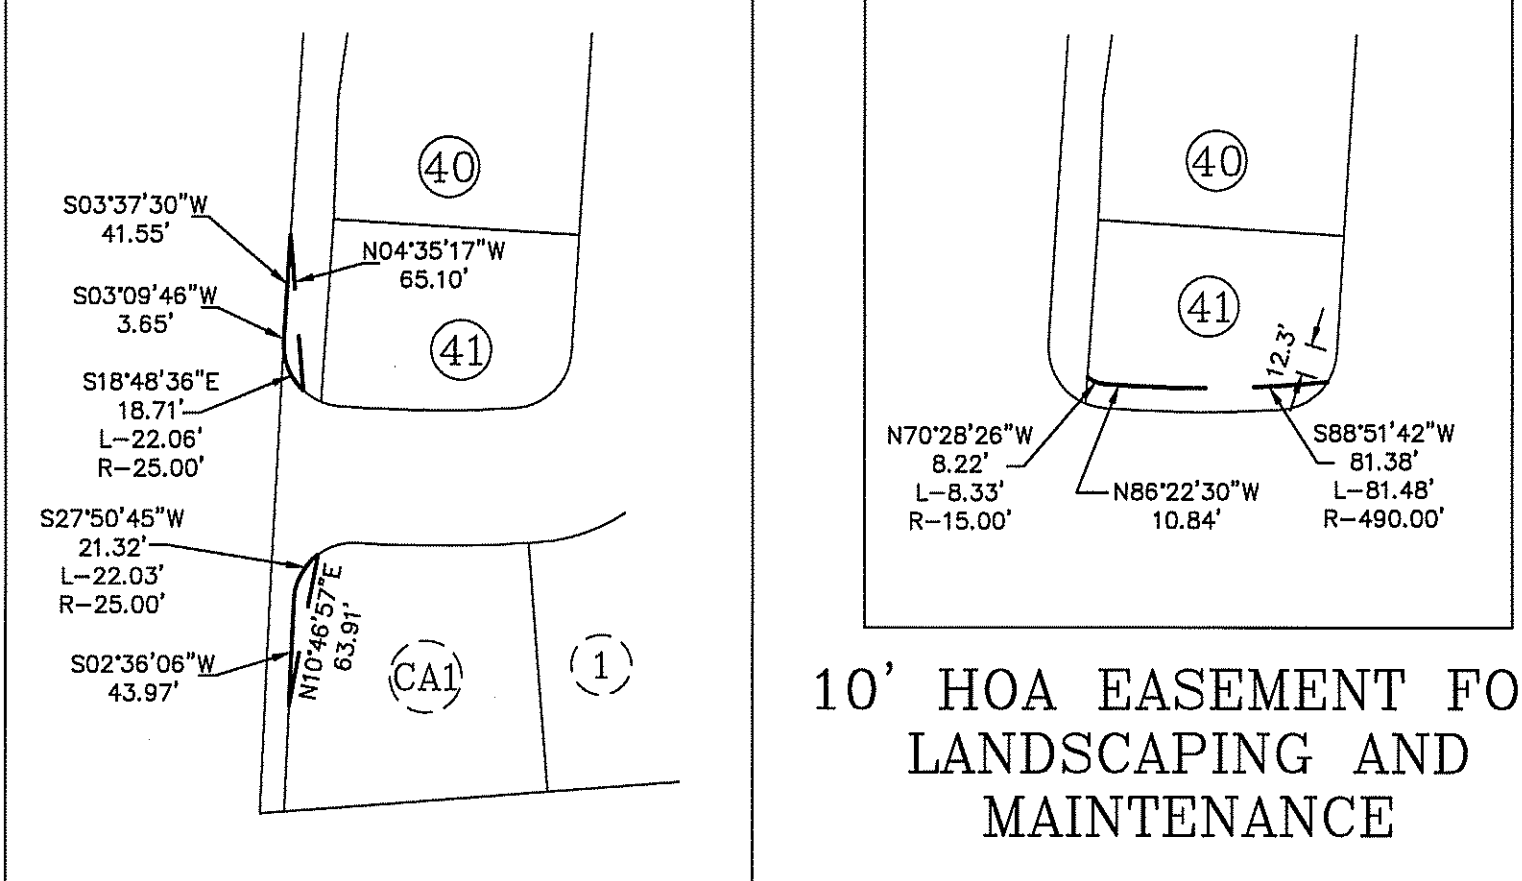 40
S03°37'30"W
41.55'
N04°35'17"W
65.10'
S03°09'46"W
3.65'
41
S18°48'36"E
18.71'
L-22.06'
R-25.00'
S27°50'45"W
21.32'
L-22.03'
R-25.00'
N10°46'57"E
63.91'
S02°36'06"W
43.97'
CA1
1
40
41
12.3'
N70°28'26"W
8.22'
L-8.33'
R-15.00'
N86°22'30"W
10.84'
S88°51'42"W
81.38'
L-81.48'
R-490.00'
10' HOA EASEMENT FO
LANDSCAPING AND
MAINTENANCE